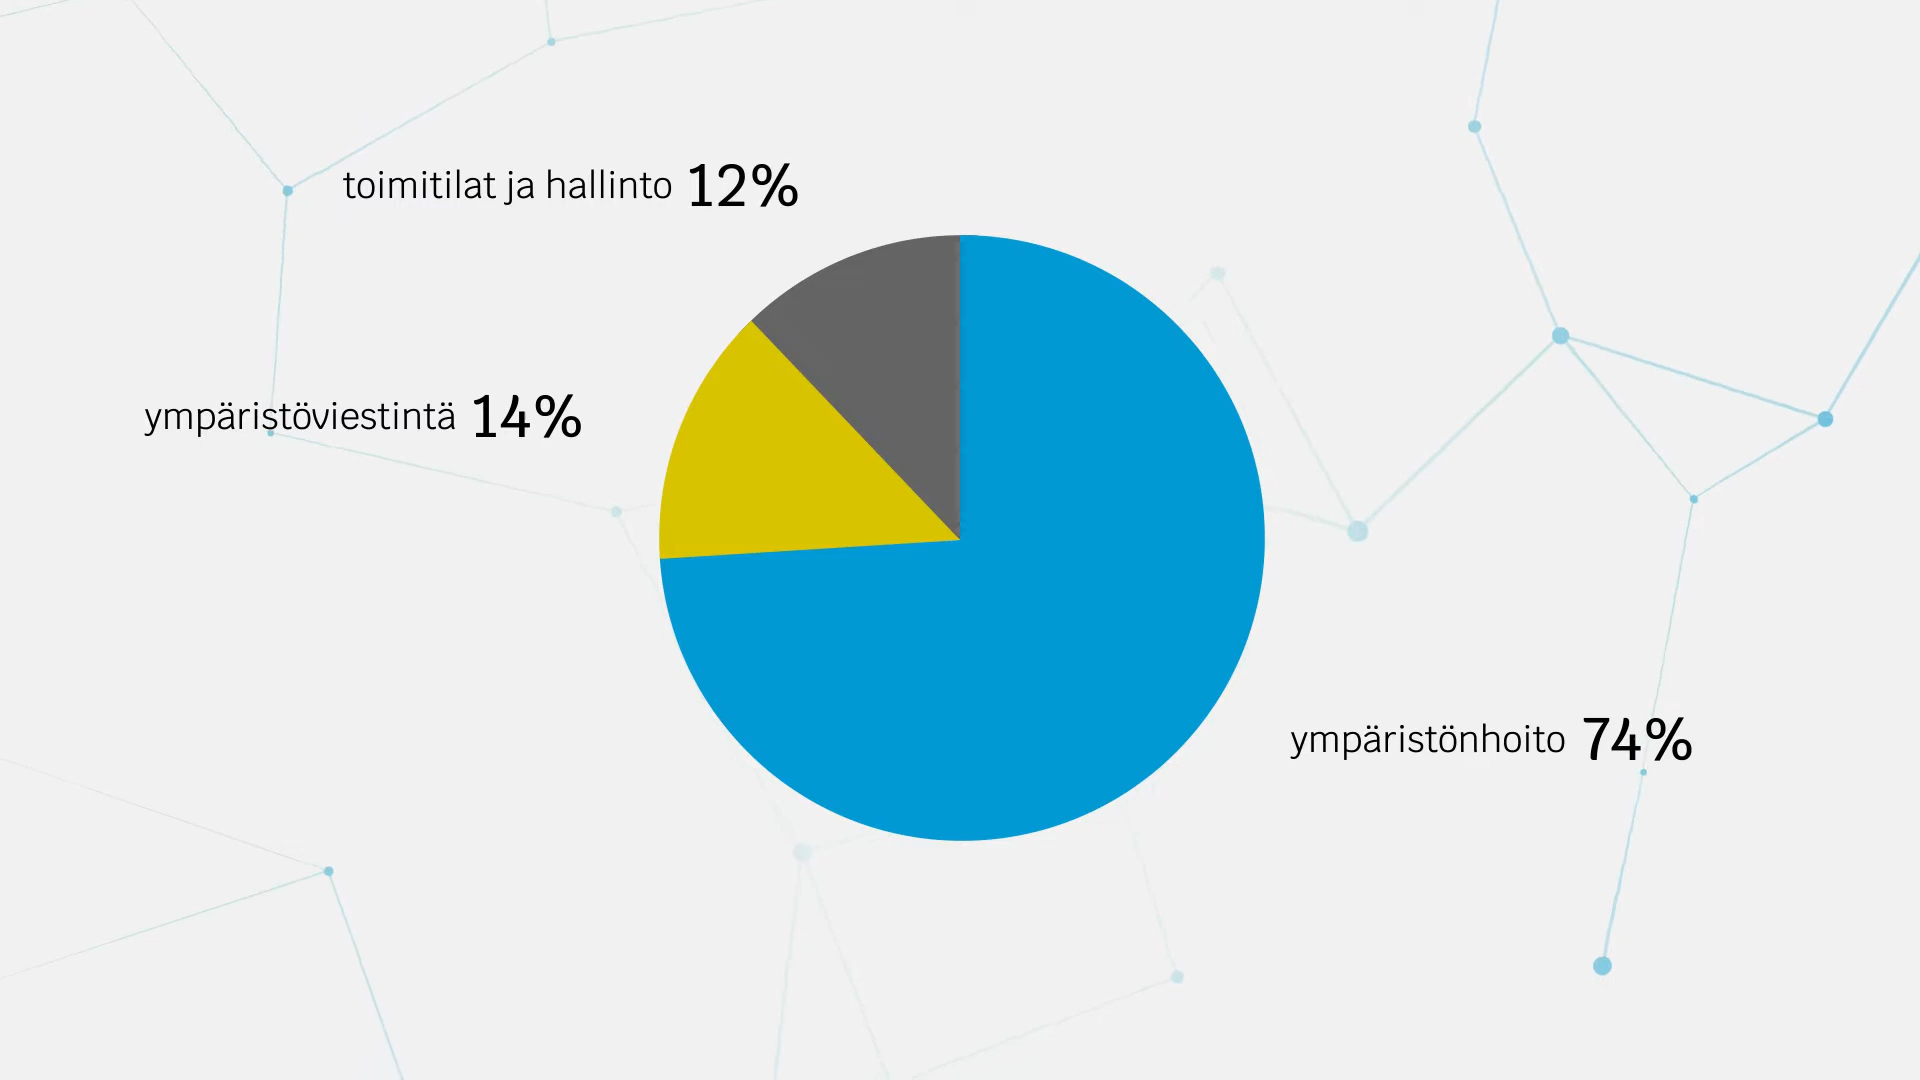 toimitilat ja hallinto 12%
ympäristöviestintä 14%
ympäristönhoito 74%